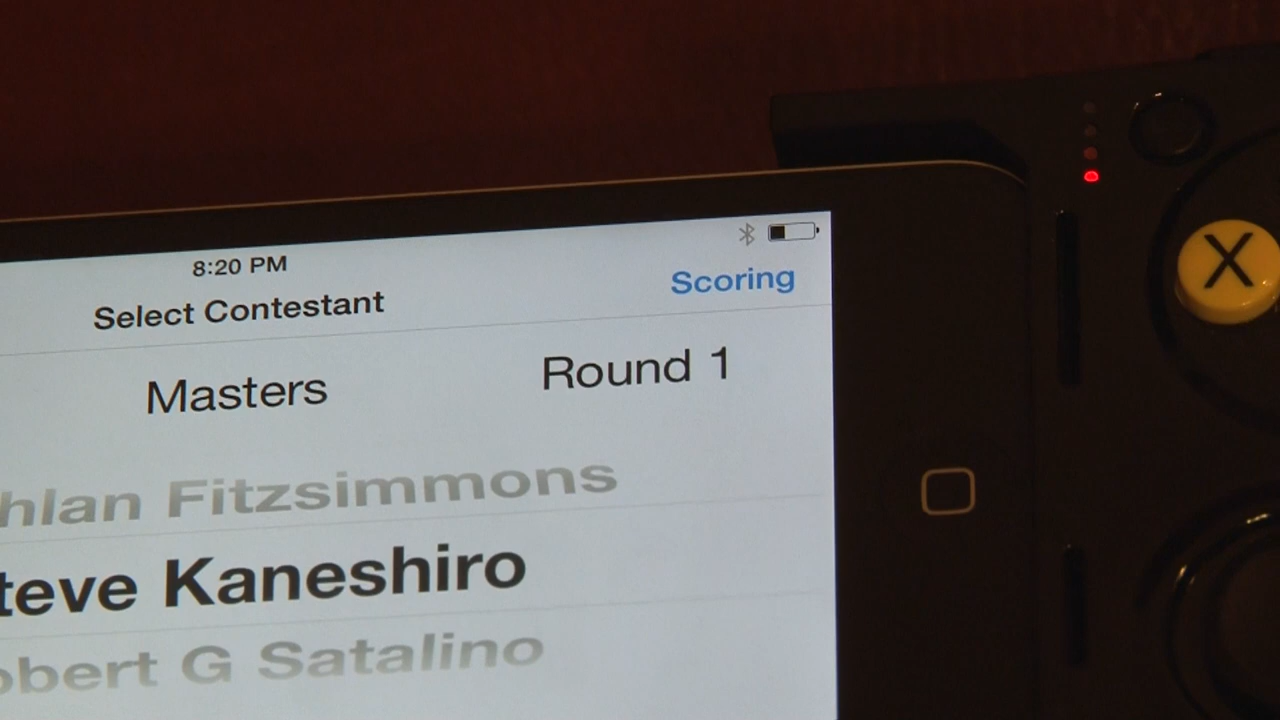 8:20 PM
Select Contestant
Scoring
Masters
Round 1
hlan Fitzsimmons
teve Kaneshiro
obert G Satalino
X